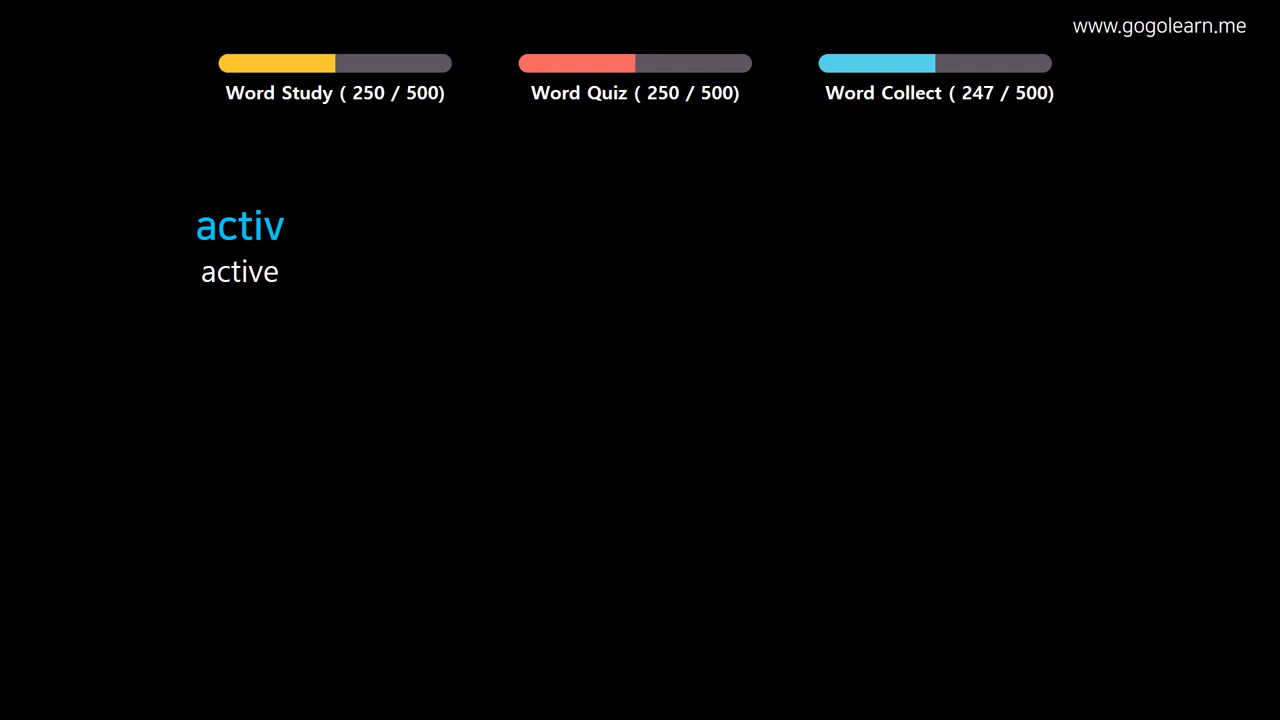 www.gogolearn.me
Word Study ( 250 / 500)
Word Quiz ( 250 / 500)
Word Collect ( 247 / 500)
activ
active